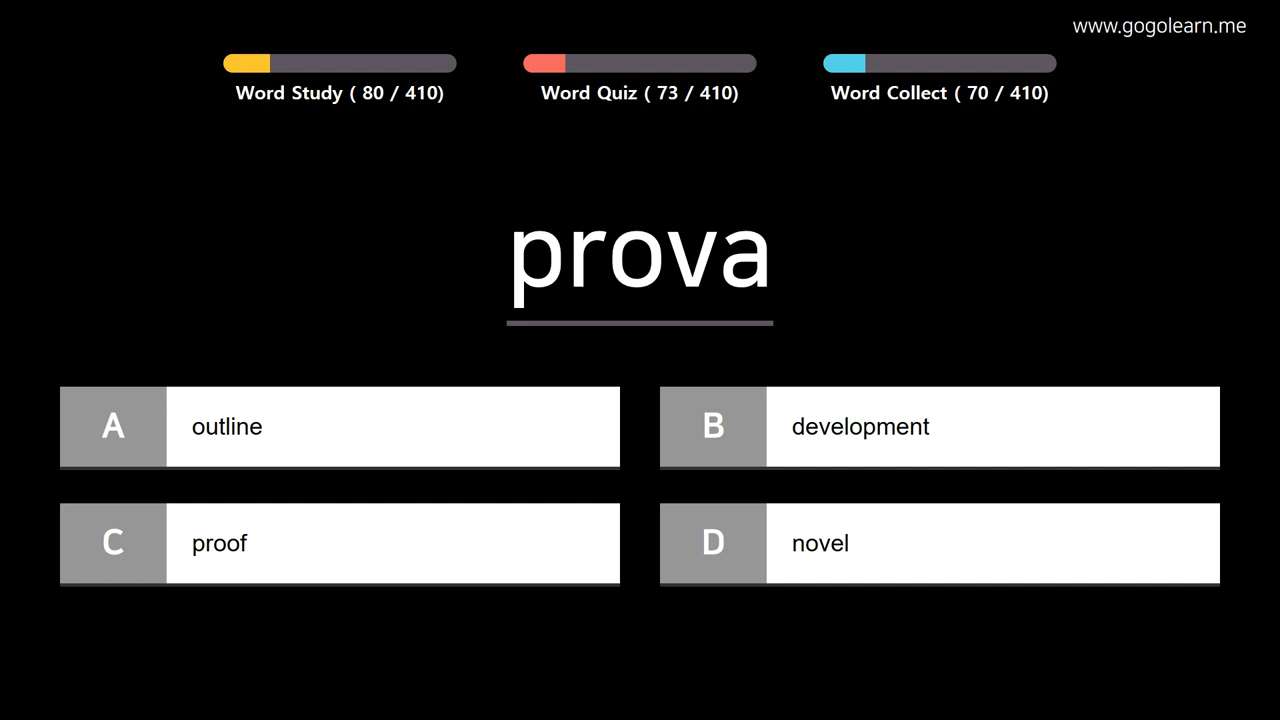 www.gogolearn.me
Word Study ( 80 / 410)
Word Quiz ( 73 / 410)
Word Collect ( 70 / 410)
prova
A outline
B development
C proof
D novel